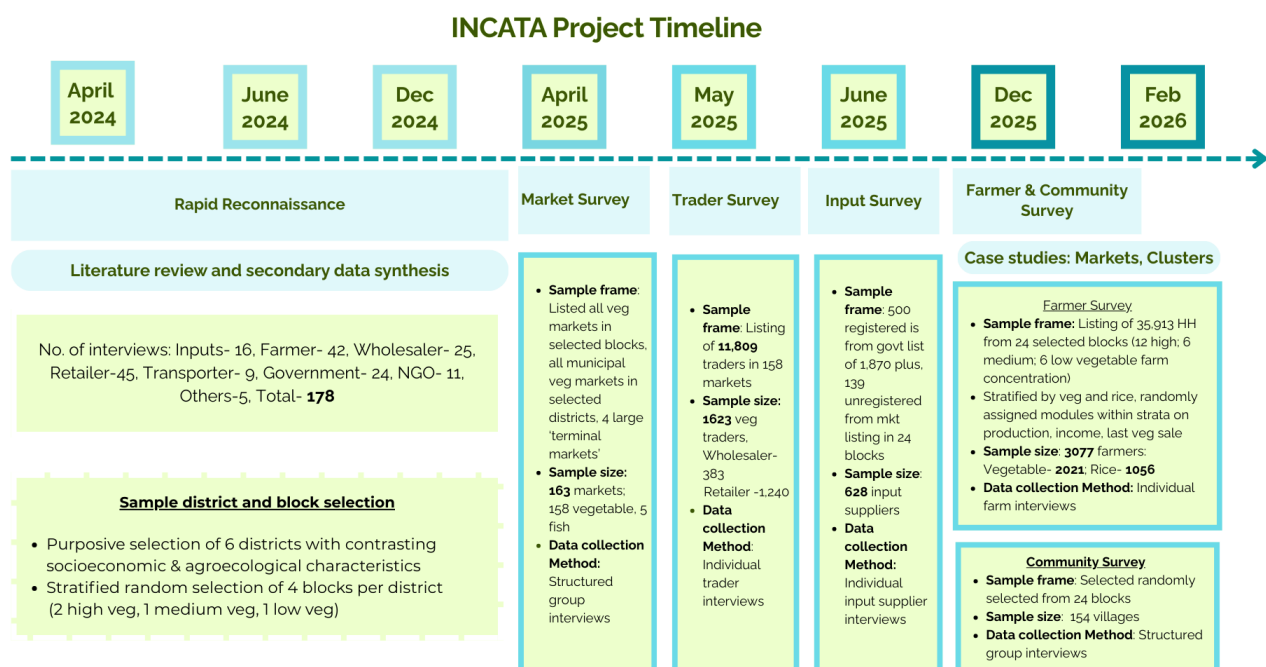 INCATA Project Timeline
April
2024
June
2024
Dec
2024
April
2025
May
2025
June
2025
Dec
2025
Feb
2026
Rapid Reconnaissance
Literature review and secondary data synthesis
No. of interviews: Inputs- 16, Farmer- 42, Wholesaler- 25,
Retailer-45, Transporter- 9, Government- 24, NGO- 11,
Others-5, Total- 178
Sample district and block selection
• Purposive selection of 6 districts with contrasting
socioeconomic & agroecological characteristics
• Stratified random selection of 4 blocks per district
(2 high veg, 1 medium veg, 1 low veg)
Market Survey
• Sample frame:
Listed all veg
markets in
selected blocks,
all municipal
veg markets in
selected
districts, 4 large
‘terminal
markets’
• Sample size:
163 markets;
158 vegetable, 5
fish
• Data collection
Method:
Structured
group
interviews
Trader Survey
• Sample
frame: Listing
of 11,809
traders in 158
markets
• Sample size:
1623 veg
traders,
Wholesaler-
383
Retailer -1,240
• Data
collection
Method:
Individual
trader
interviews
Input Survey
• Sample
frame: 500
registered is
from govt list
of 1,870 plus,
139
unregistered
from mkt
listing in 24
blocks
• Sample size:
628 input
suppliers
• Data
collection
Method:
Individual
input supplier
interviews
Farmer & Community
Survey
Case studies: Markets, Clusters
Farmer Survey
• Sample frame: Listing of 35,913 HH
from 24 selected blocks (12 high; 6
medium; 6 low vegetable farm
concentration)
• Stratified by veg and rice, randomly
assigned modules within strata on
production, income, last veg sale
• Sample size: 3077 farmers:
Vegetable- 2021; Rice- 1056
• Data collection Method: Individual
farm interviews
Community Survey
• Sample frame: Selected randomly
selected from 24 blocks
• Sample size: 154 villages
• Data collection Method: Structured
group interviews